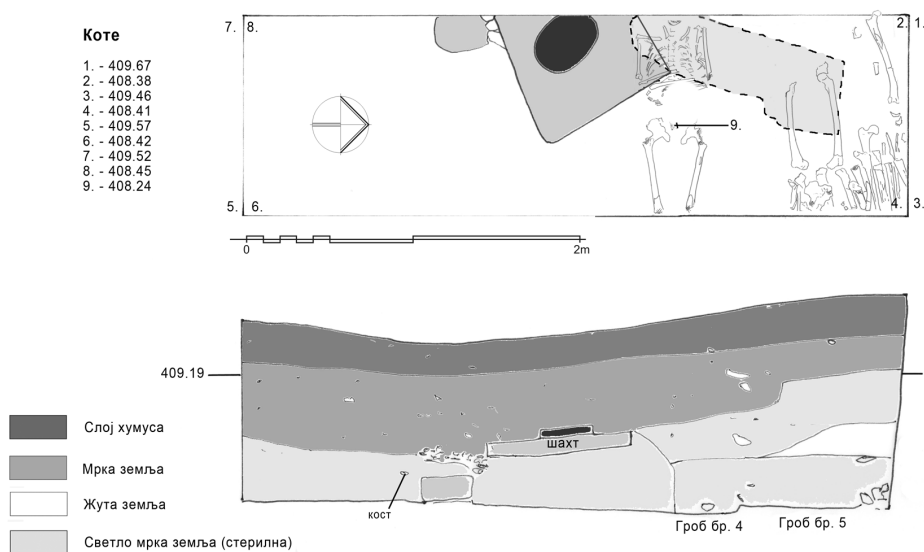 Коте
1. - 409.67
2. - 408.38
3. - 409.46
4. - 408.41
5. - 409.57
6. - 408.42
7. - 409.52
8. - 408.45
9. - 408.24
7. 8. 2. 1.
9.
5. 6. 4. 3.
0 2m
409.19
шахт
кост
Гроб бр. 4 Гроб бр. 5
Слој хумуса
Мрка земља
Жута земља
Светло мрка земља (стерилна)